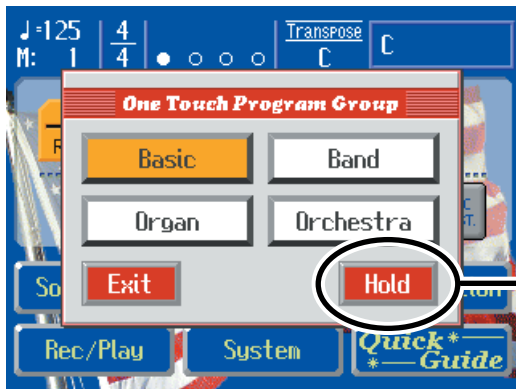 ♩=125 4 Transpose C
M: 1 4 C
One Touch Program Group
Basic Band
Organ Orchestra
So
Exit Hold
Rec/Play System Quick
Guide